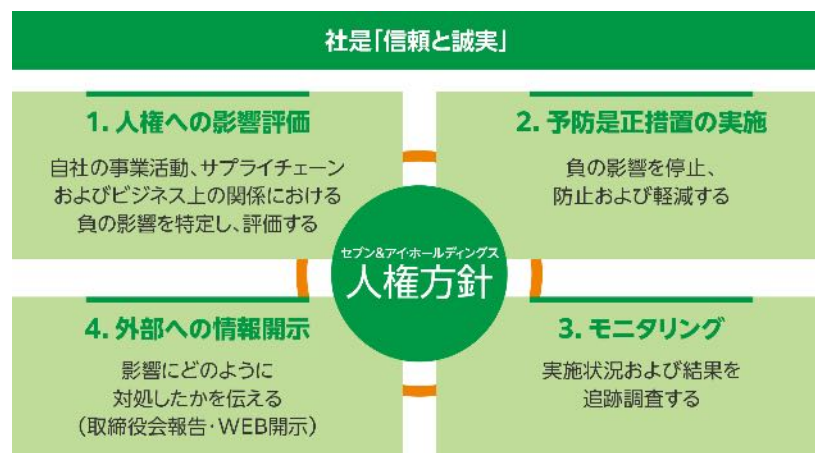 社是「信頼と誠実」
1. 人権への影響評価
自社の事業活動、サプライチェーン
およびビジネス上の関係における
負の影響を特定し、評価する
2. 予防是正措置の実施
負の影響を停止、
防止および軽減する
セブン&アイ・ホールディングス
人権方針
4. 外部への情報開示
影響にどのように
対処したかを伝える
(取締役会報告・WEB開示)
3. モニタリング
実施状況および結果を
追跡調査する